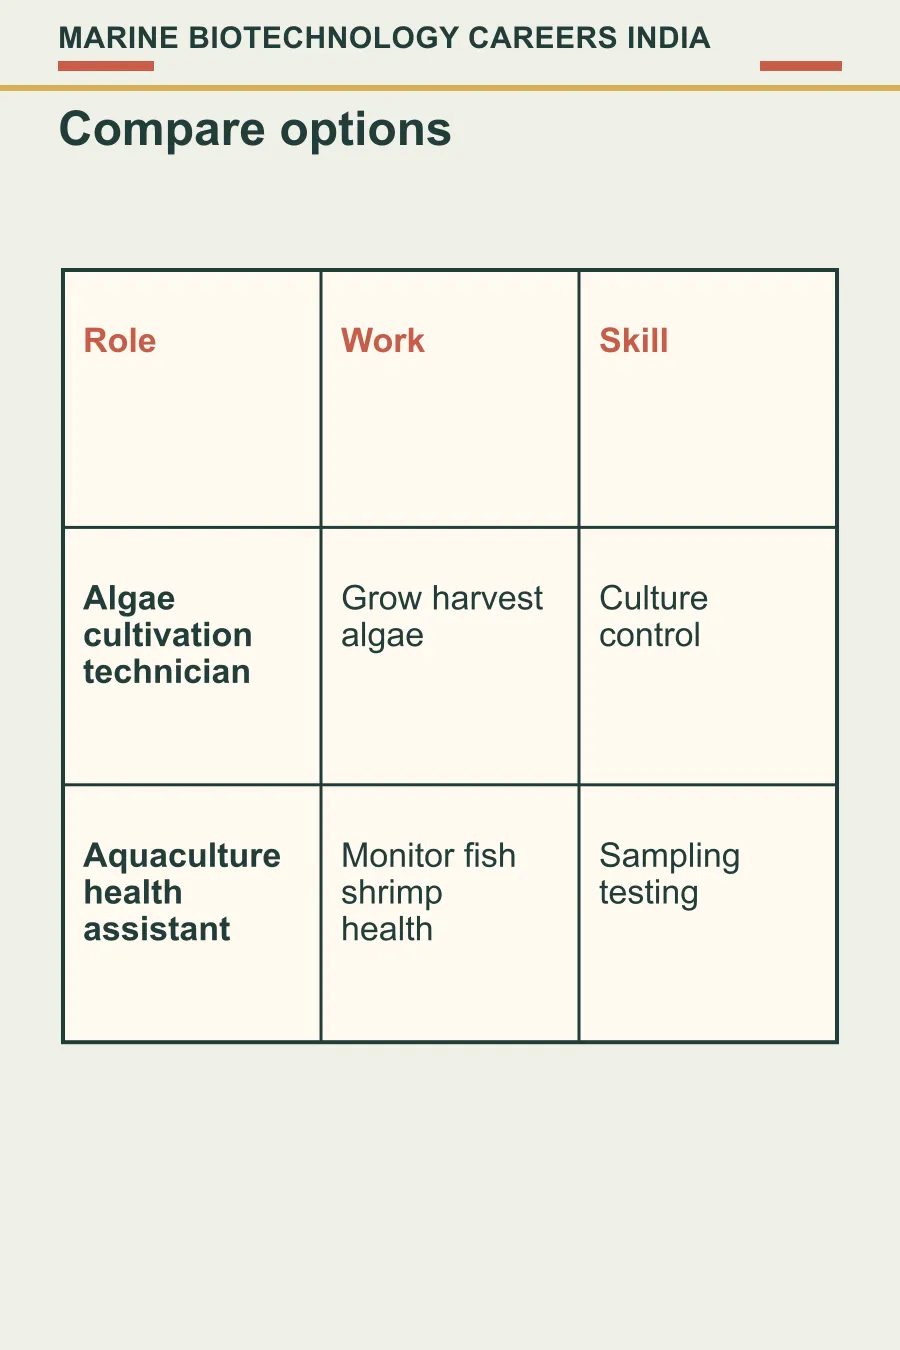 MARINE BIOTECHNOLOGY CAREERS INDIA
Compare options
Role
Work
Skill
Algae
cultivation
technician
Grow harvest
algae
Culture
control
Aquaculture
health
assistant
Monitor fish
shrimp
health
Sampling
testing